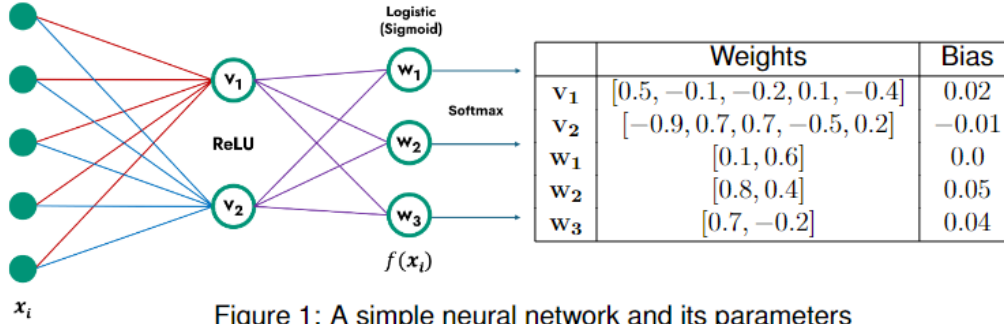 Logistic
(Sigmoid)
v₁
w₁
Softmax
ReLU
w₂
v₂
w₃
xᵢ
f(xᵢ)
Weights Bias
v₁ [0.5, −0.1, −0.2, 0.1, −0.4] 0.02
v₂ [−0.9, 0.7, 0.7, −0.5, 0.2] −0.01
w₁ [0.1, 0.6] 0.0
w₂ [0.8, 0.4] 0.05
w₃ [0.7, −0.2] 0.04
Figure 1: A simple neural network and its parameters